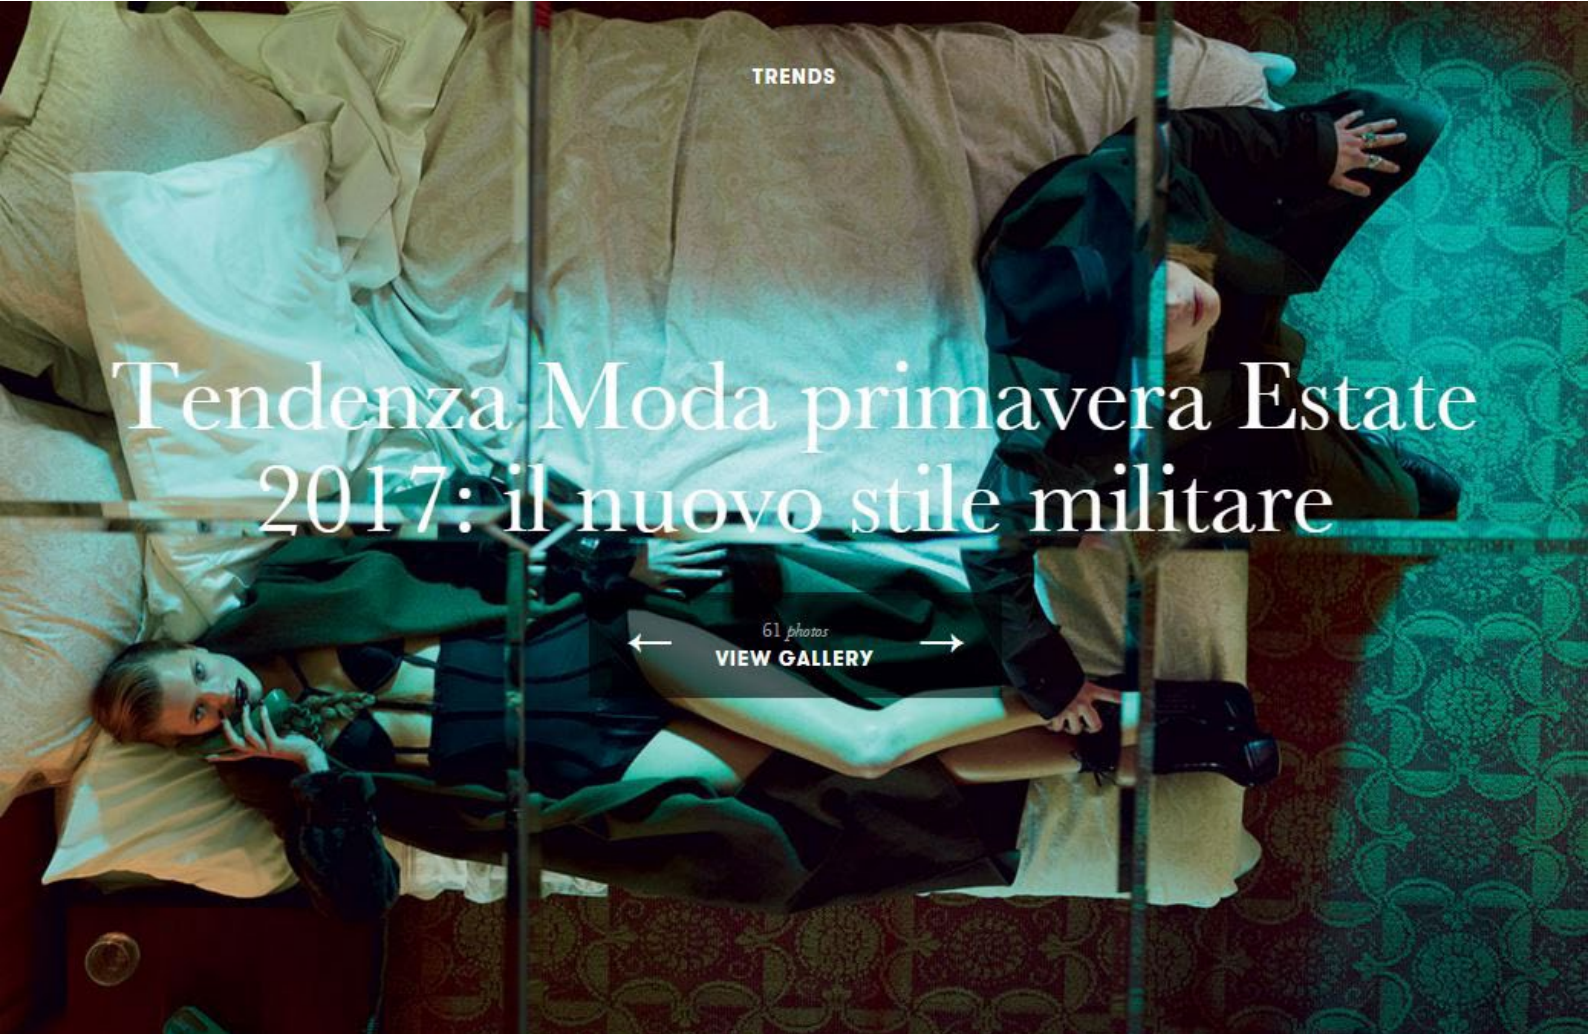 TRENDS
Tendenza Moda primavera Estate
2017: il nuovo stile militare
61 photos
VIEW GALLERY